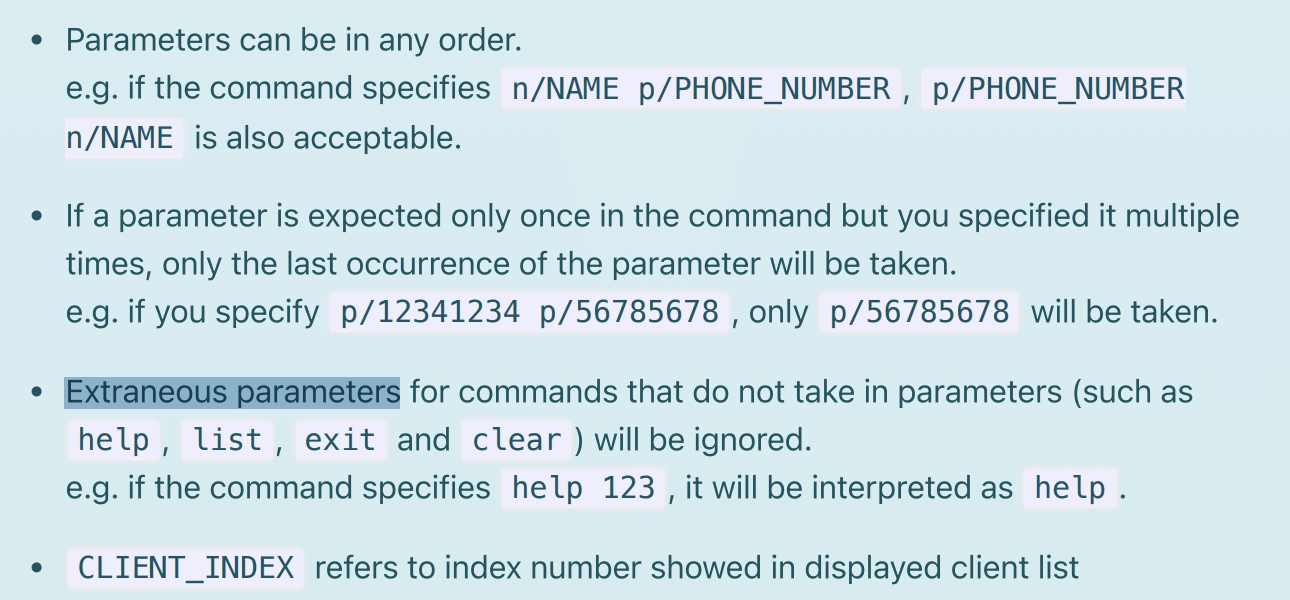 • Parameters can be in any order.
e.g. if the command specifies n/NAME p/PHONE_NUMBER, p/PHONE_NUMBER
n/NAME is also acceptable.
• If a parameter is expected only once in the command but you specified it multiple
times, only the last occurrence of the parameter will be taken.
e.g. if you specify p/12341234 p/56785678, only p/56785678 will be taken.
• Extraneous parameters for commands that do not take in parameters (such as
help, list, exit and clear) will be ignored.
e.g. if the command specifies help 123, it will be interpreted as help.
• CLIENT_INDEX refers to index number showed in displayed client list